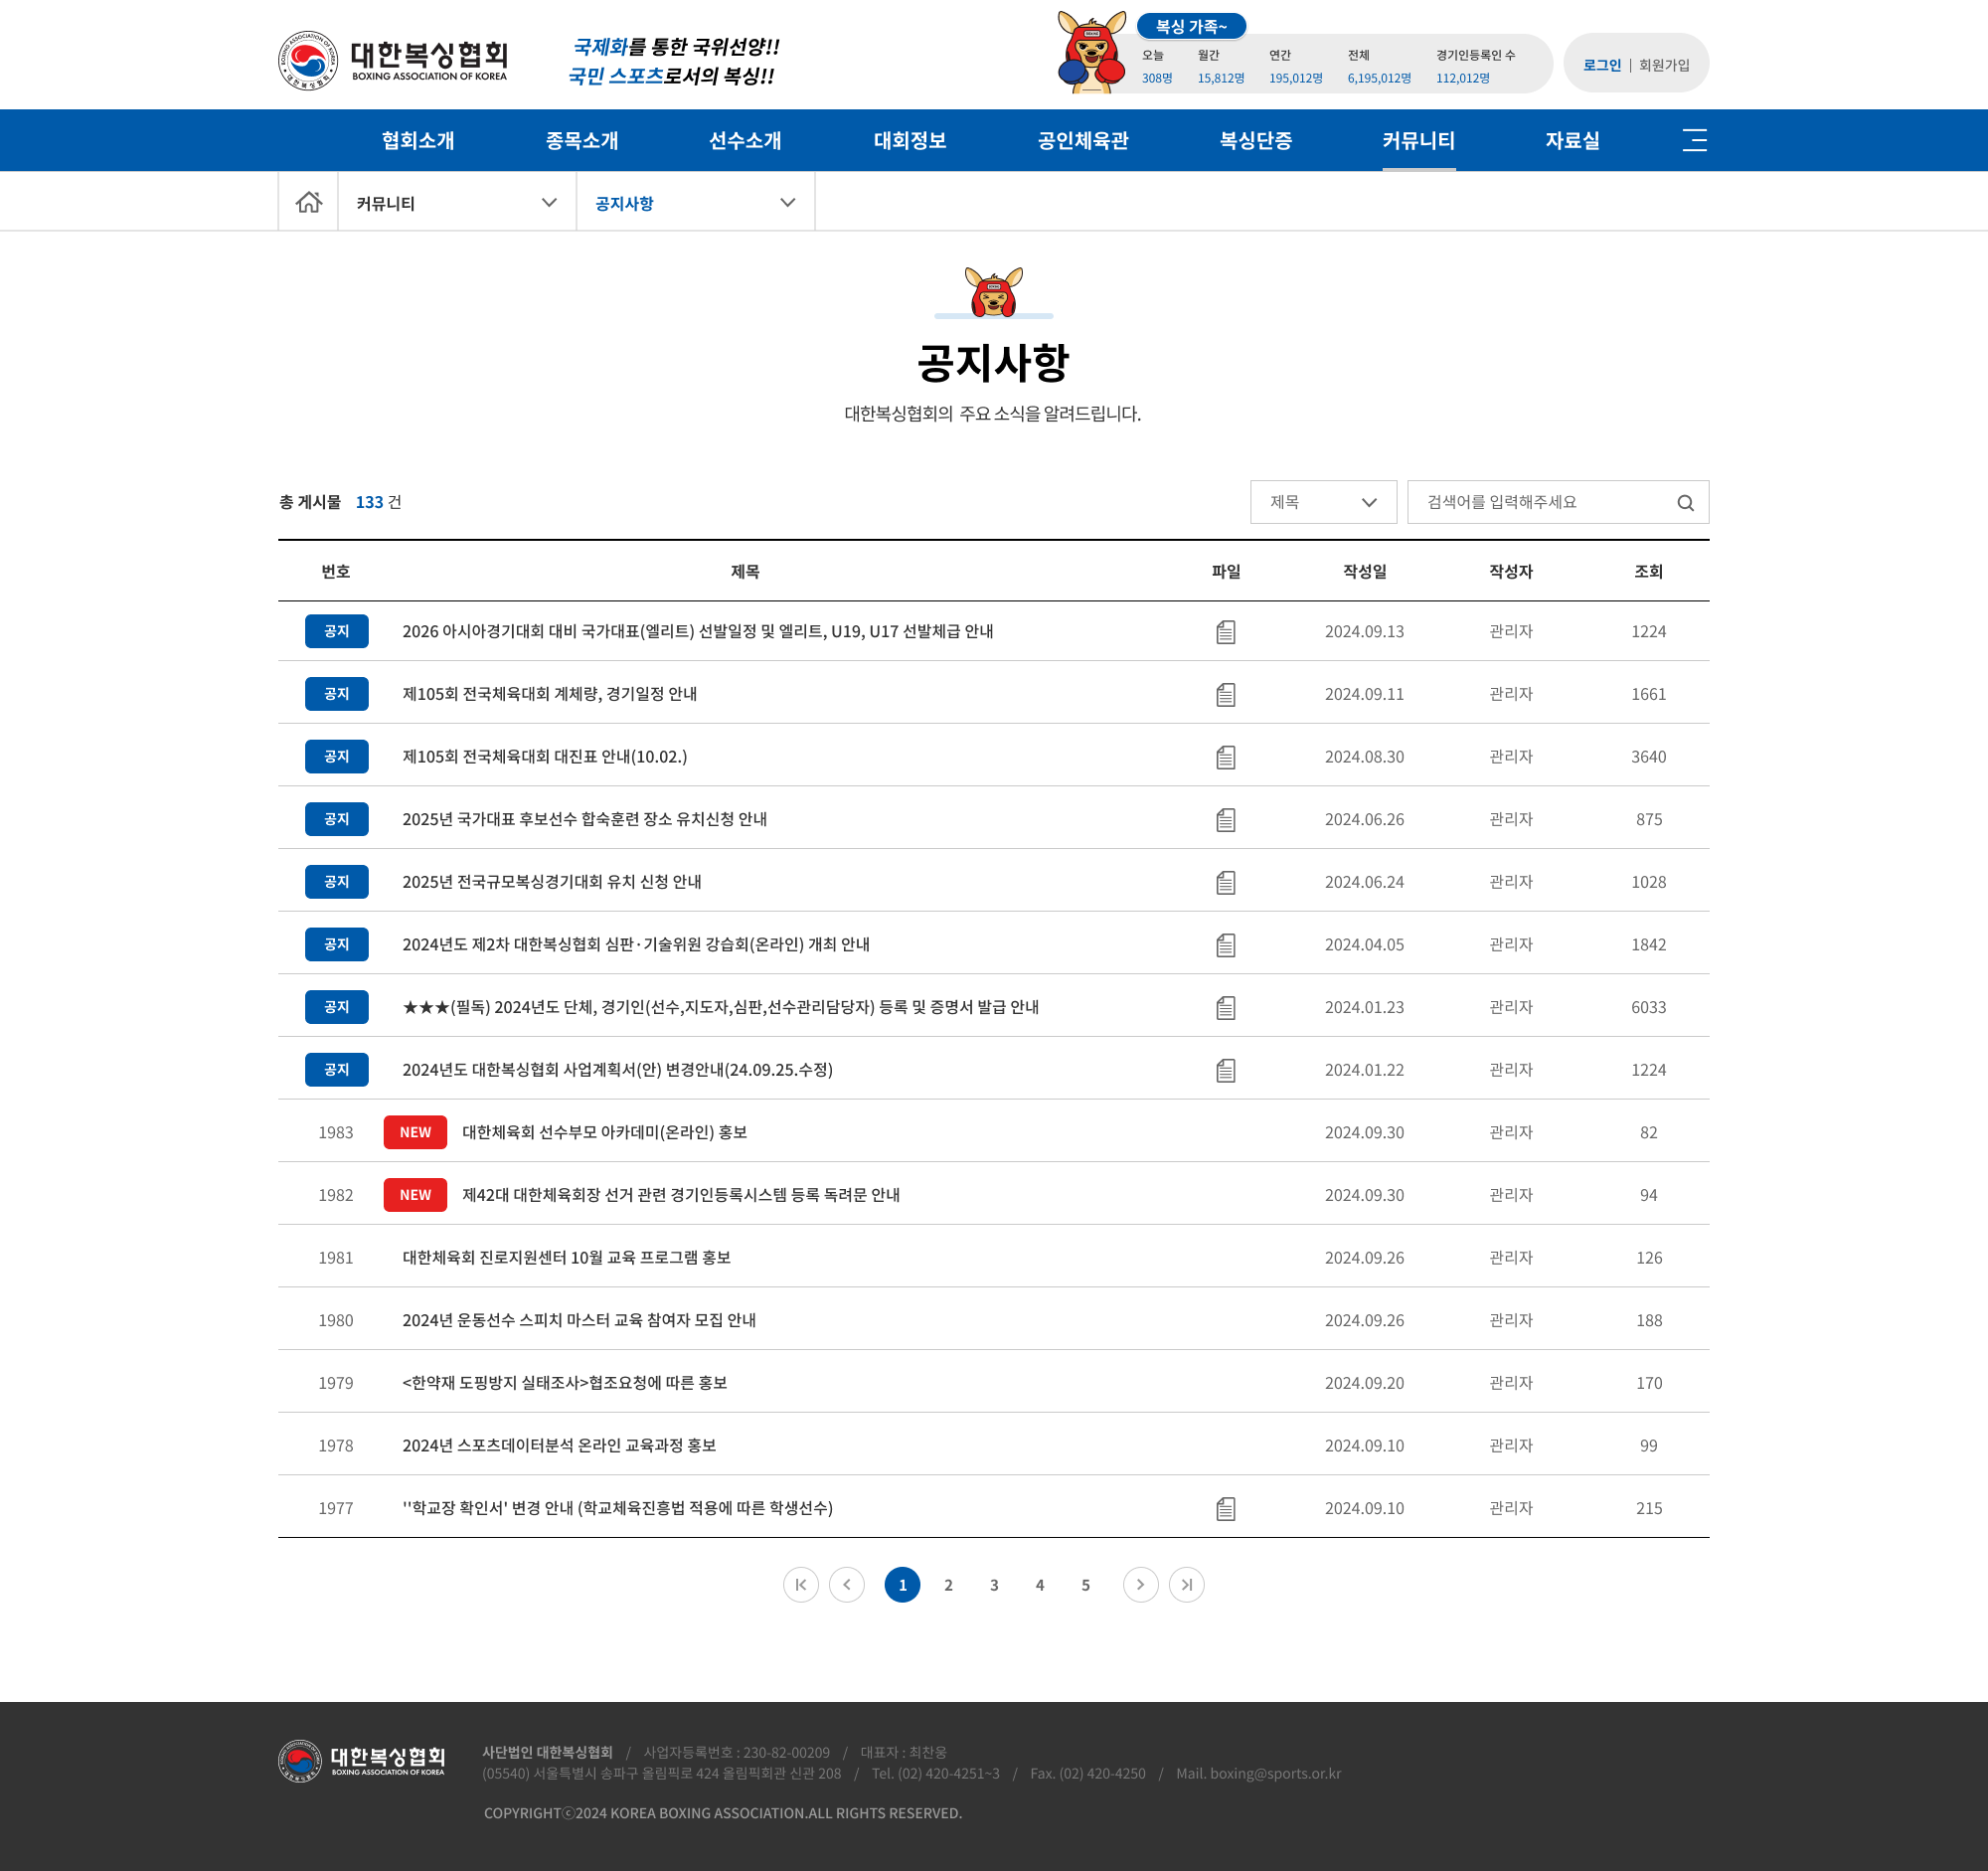 대한복싱협회
BOXING ASSOCIATION OF KOREA
국제화를 통한 국위선양!!
국민 스포츠로서의 복싱!!
복싱 가족~
오늘 월간 연간 전체 경기인등록인 수
308명 15,812명 195,012명 6,195,012명 112,012명
로그인 | 회원가입
협회소개 종목소개 선수소개 대회정보 공인체육관 복싱단증 커뮤니티 자료실
커뮤니티 공지사항
공지사항
대한복싱협회의 주요 소식을 알려드립니다.
총 게시물 133 건
제목 검색어를 입력해주세요
번호 제목 파일 작성일 작성자 조회
공지 2026 아시아경기대회 대비 국가대표(엘리트) 선발일정 및 엘리트, U19, U17 선발체급 안내 2024.09.13 관리자 1224
공지 제105회 전국체육대회 계체량, 경기일정 안내 2024.09.11 관리자 1661
공지 제105회 전국체육대회 대진표 안내(10.02.) 2024.08.30 관리자 3640
공지 2025년 국가대표 후보선수 합숙훈련 장소 유치신청 안내 2024.06.26 관리자 875
공지 2025년 전국규모복싱경기대회 유치 신청 안내 2024.06.24 관리자 1028
공지 2024년도 제2차 대한복싱협회 심판·기술위원 강습회(온라인) 개최 안내 2024.04.05 관리자 1842
공지 ★★★(필독) 2024년도 단체, 경기인(선수,지도자,심판,선수관리담당자) 등록 및 증명서 발급 안내 2024.01.23 관리자 6033
공지 2024년도 대한복싱협회 사업계획서(안) 변경안내(24.09.25.수정) 2024.01.22 관리자 1224
1983 NEW 대한체육회 선수부모 아카데미(온라인) 홍보 2024.09.30 관리자 82
1982 NEW 제42대 대한체육회장 선거 관련 경기인등록시스템 등록 독려문 안내 2024.09.30 관리자 94
1981 대한체육회 진로지원센터 10월 교육 프로그램 홍보 2024.09.26 관리자 126
1980 2024년 운동선수 스피치 마스터 교육 참여자 모집 안내 2024.09.26 관리자 188
1979 <한약재 도핑방지 실태조사>협조요청에 따른 홍보 2024.09.20 관리자 170
1978 2024년 스포츠데이터분석 온라인 교육과정 홍보 2024.09.10 관리자 99
1977 ''학교장 확인서' 변경 안내 (학교체육진흥법 적용에 따른 학생선수) 2024.09.10 관리자 215
1 2 3 4 5
대한복싱협회
BOXING ASSOCIATION OF KOREA
사단법인 대한복싱협회 / 사업자등록번호 : 230-82-00209 / 대표자 : 최찬웅
(05540) 서울특별시 송파구 올림픽로 424 올림픽회관 신관 208 / Tel. (02) 420-4251~3 / Fax. (02) 420-4250 / Mail. boxing@sports.or.kr
COPYRIGHTⓒ2024 KOREA BOXING ASSOCIATION.ALL RIGHTS RESERVED.